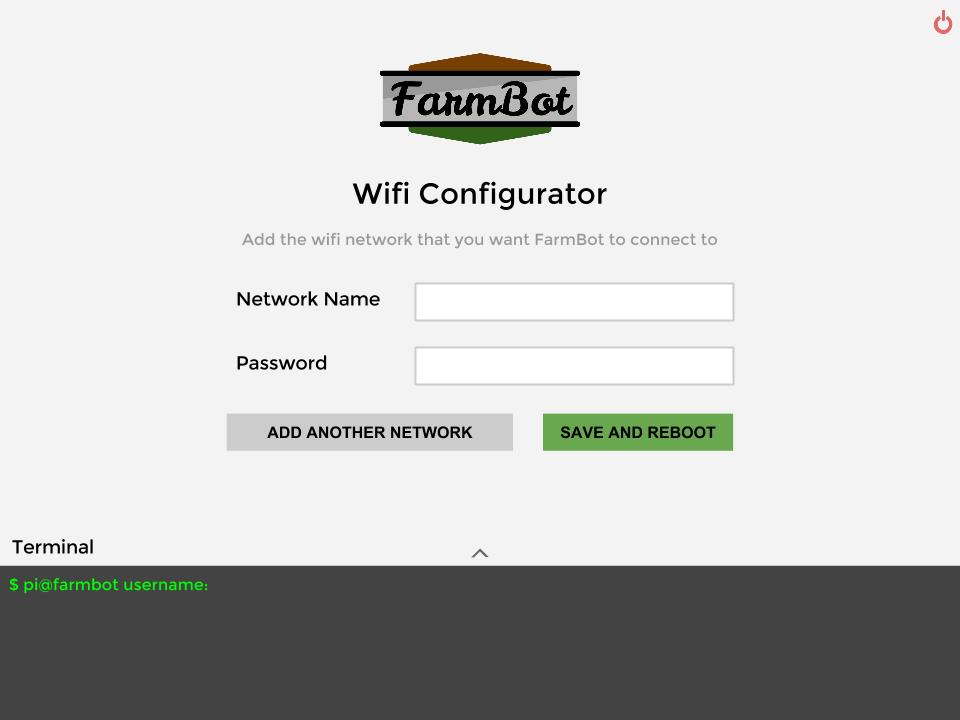 FarmBot
Wifi Configurator
Add the wifi network that you want FarmBot to connect to
Network Name
Password
ADD ANOTHER NETWORK SAVE AND REBOOT
Terminal
$ pi@farmbot username: